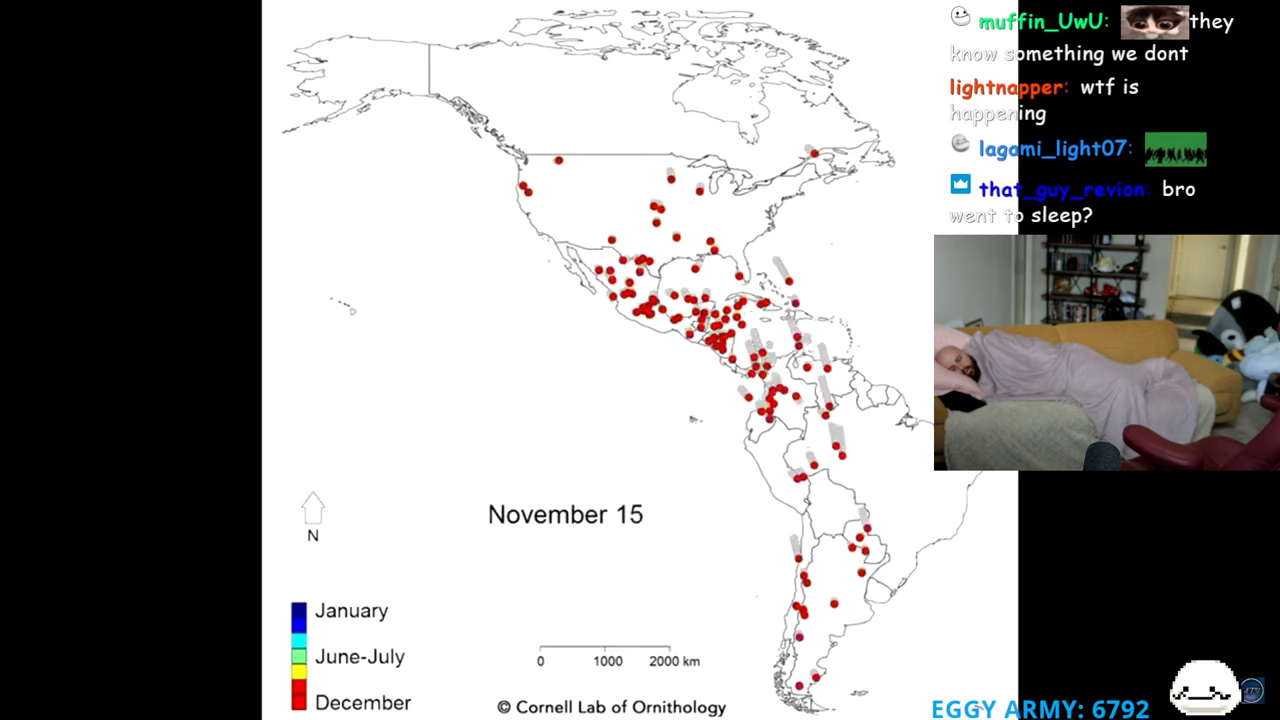 muffin_UwU: they
know something we dont
lightnapper: wtf is
happening
lagami_light07:
that_guy_revion: bro
went to sleep?
November 15
N
January
June-July
December
0 1000 2000 km
© Cornell Lab of Ornithology
EGGY ARMY: 6792